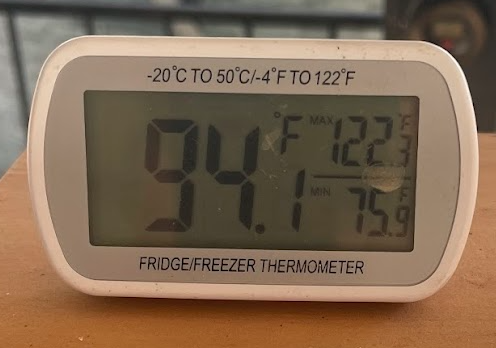 -20°C TO 50°C/-4°F TO 122°F
94.1 °F
MAX 122.3 °F
MIN 75.9 °F
FRIDGE/FREEZER THERMOMETER